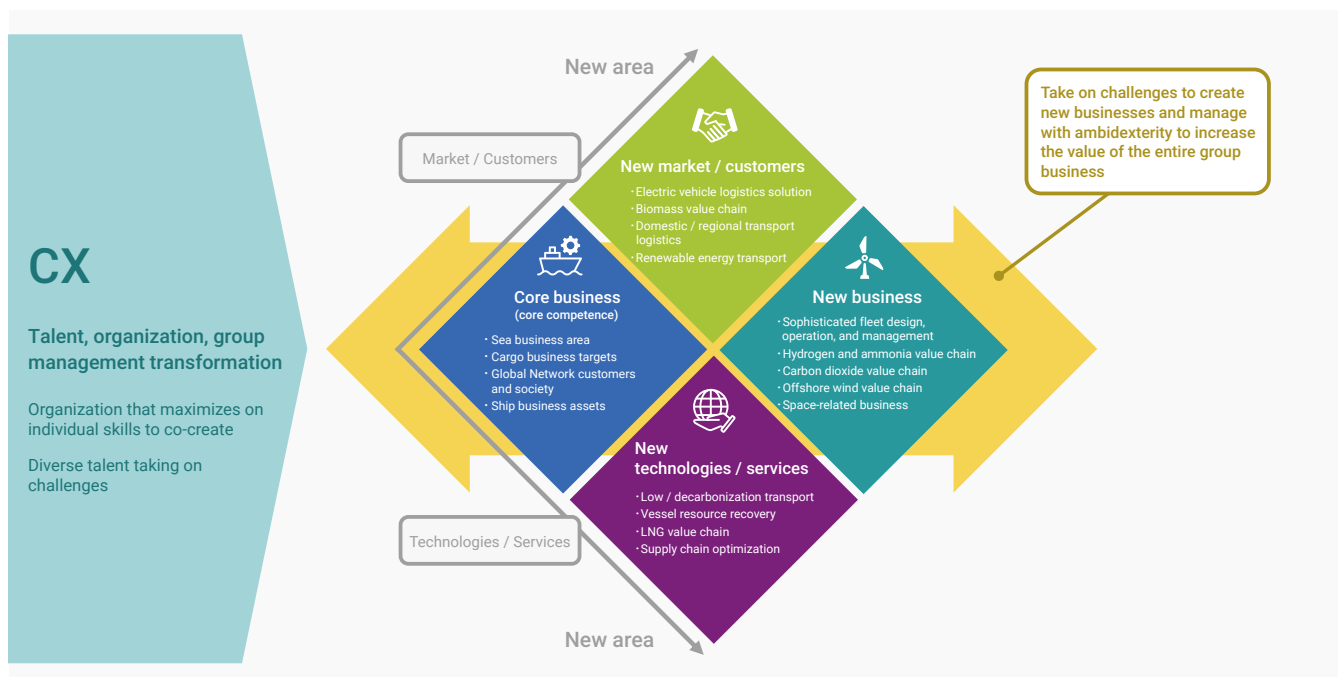 CX
Talent, organization, group
management transformation
Organization that maximizes on
individual skills to co-create
Diverse talent taking on
challenges
New area
Market / Customers
Technologies / Services
New area
New market / customers
・Electric vehicle logistics solution
・Biomass value chain
・Domestic / regional transport
logistics
・Renewable energy transport
Core business
(core competence)
・Sea business area
・Cargo business targets
・Global Network customers
and society
・Ship business assets
New business
・Sophisticated fleet design,
operation, and management
・Hydrogen and ammonia value chain
・Carbon dioxide value chain
・Offshore wind value chain
・Space-related business
New
technologies / services
・Low / decarbonization transport
・Vessel resource recovery
・LNG value chain
・Supply chain optimization
Take on challenges to create
new businesses and manage
with ambidexterity to increase
the value of the entire group
business